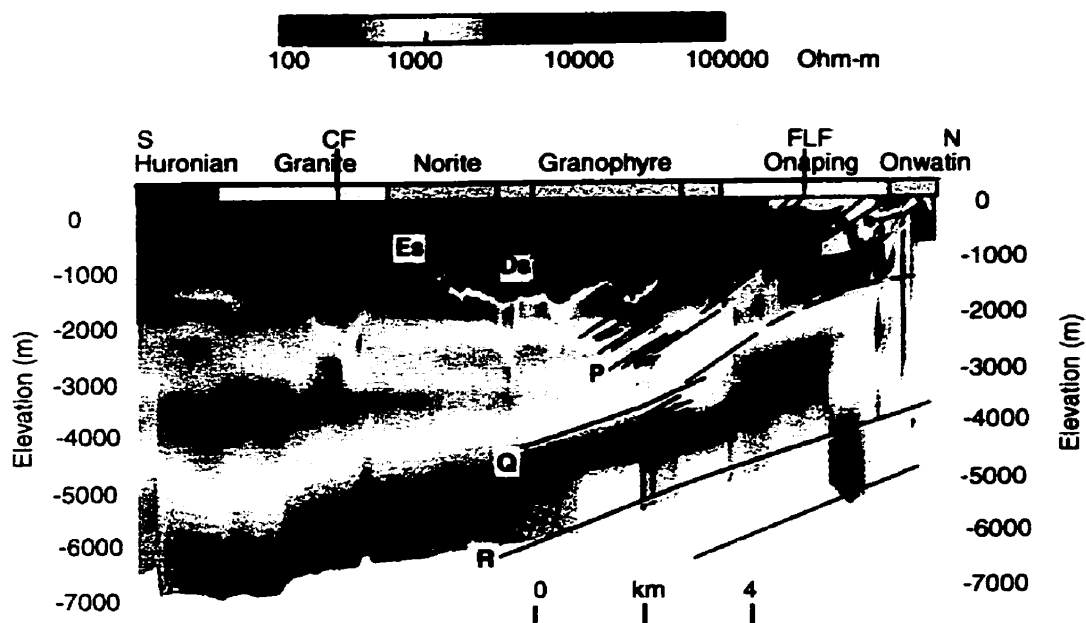 100 1000 10000 100000 Ohm-m
S CF FLF N
Huronian Granite Norite Granophyre Onaping Onwatin
0 0
Es Ds
-1000 -1000
-2000 -2000
P
-3000 -3000
-4000 -4000
Q
-5000 -5000
R
-6000 -6000
-7000 -7000
Elevation (m)
Elevation (m)
0 km 4